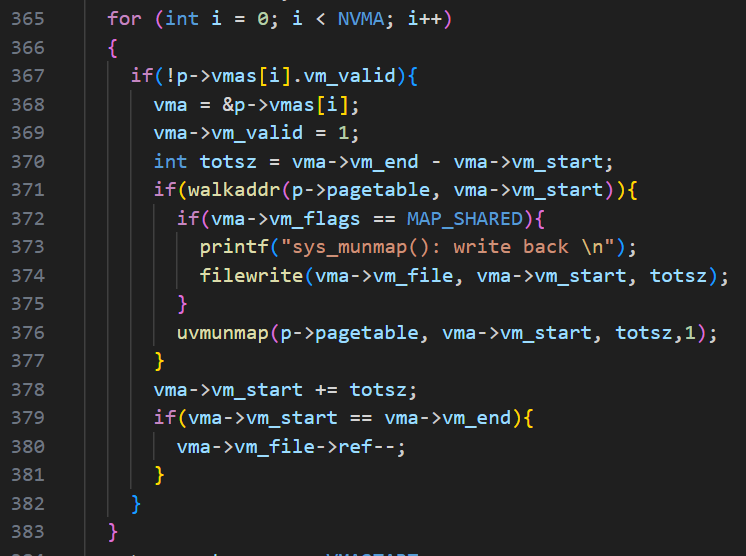 365 for (int i = 0; i < NVMA; i++)
366 {
367 if(!p->vmas[i].vm_valid){
368 vma = &p->vmas[i];
369 vma->vm_valid = 1;
370 int totsz = vma->vm_end - vma->vm_start;
371 if(walkaddr(p->pagetable, vma->vm_start)){
372 if(vma->vm_flags == MAP_SHARED){
373 printf("sys_munmap(): write back \n");
374 filewrite(vma->vm_file, vma->vm_start, totsz);
375 }
376 uvmunmap(p->pagetable, vma->vm_start, totsz,1);
377 }
378 vma->vm_start += totsz;
379 if(vma->vm_start == vma->vm_end){
380 vma->vm_file->ref--;
381 }
382 }
383 }